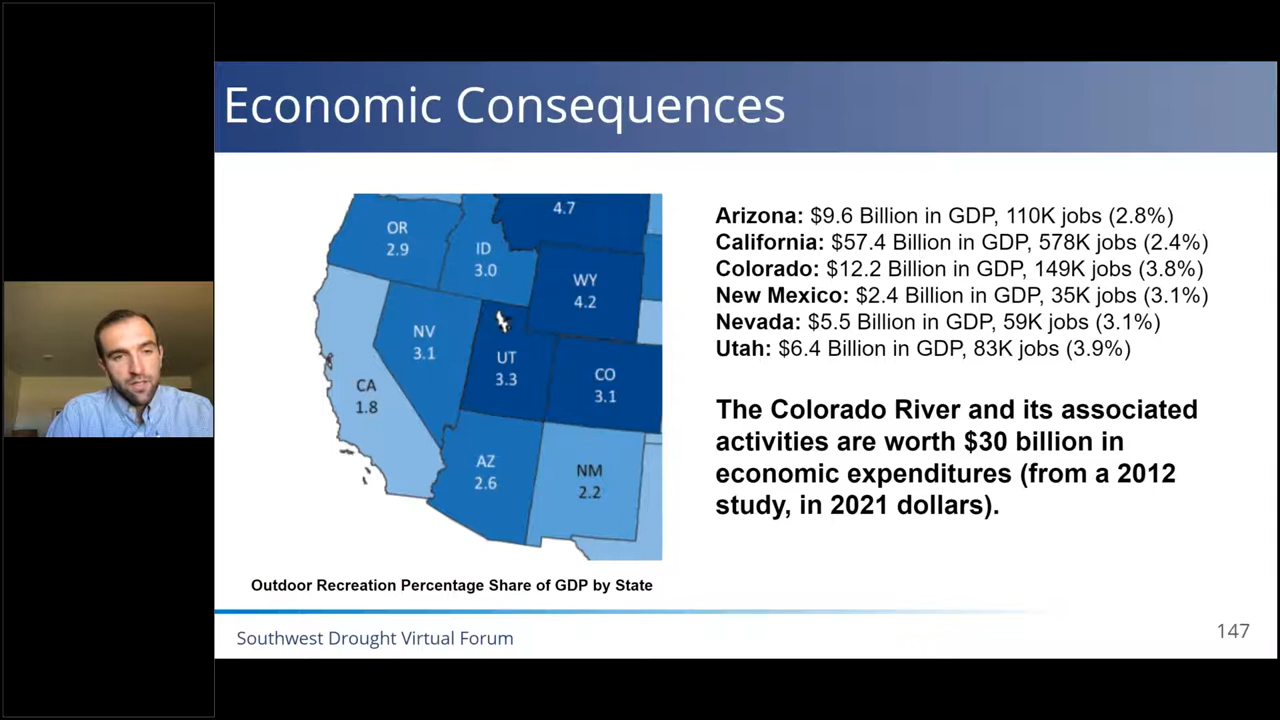 Economic Consequences
4.7
OR
2.9
ID
3.0
WY
4.2
NV
3.1
UT
3.3
CO
3.1
CA
1.8
AZ
2.6
NM
2.2
Outdoor Recreation Percentage Share of GDP by State
Arizona: $9.6 Billion in GDP, 110K jobs (2.8%)
California: $57.4 Billion in GDP, 578K jobs (2.4%)
Colorado: $12.2 Billion in GDP, 149K jobs (3.8%)
New Mexico: $2.4 Billion in GDP, 35K jobs (3.1%)
Nevada: $5.5 Billion in GDP, 59K jobs (3.1%)
Utah: $6.4 Billion in GDP, 83K jobs (3.9%)
The Colorado River and its associated
activities are worth $30 billion in
economic expenditures (from a 2012
study, in 2021 dollars).
Southwest Drought Virtual Forum
147